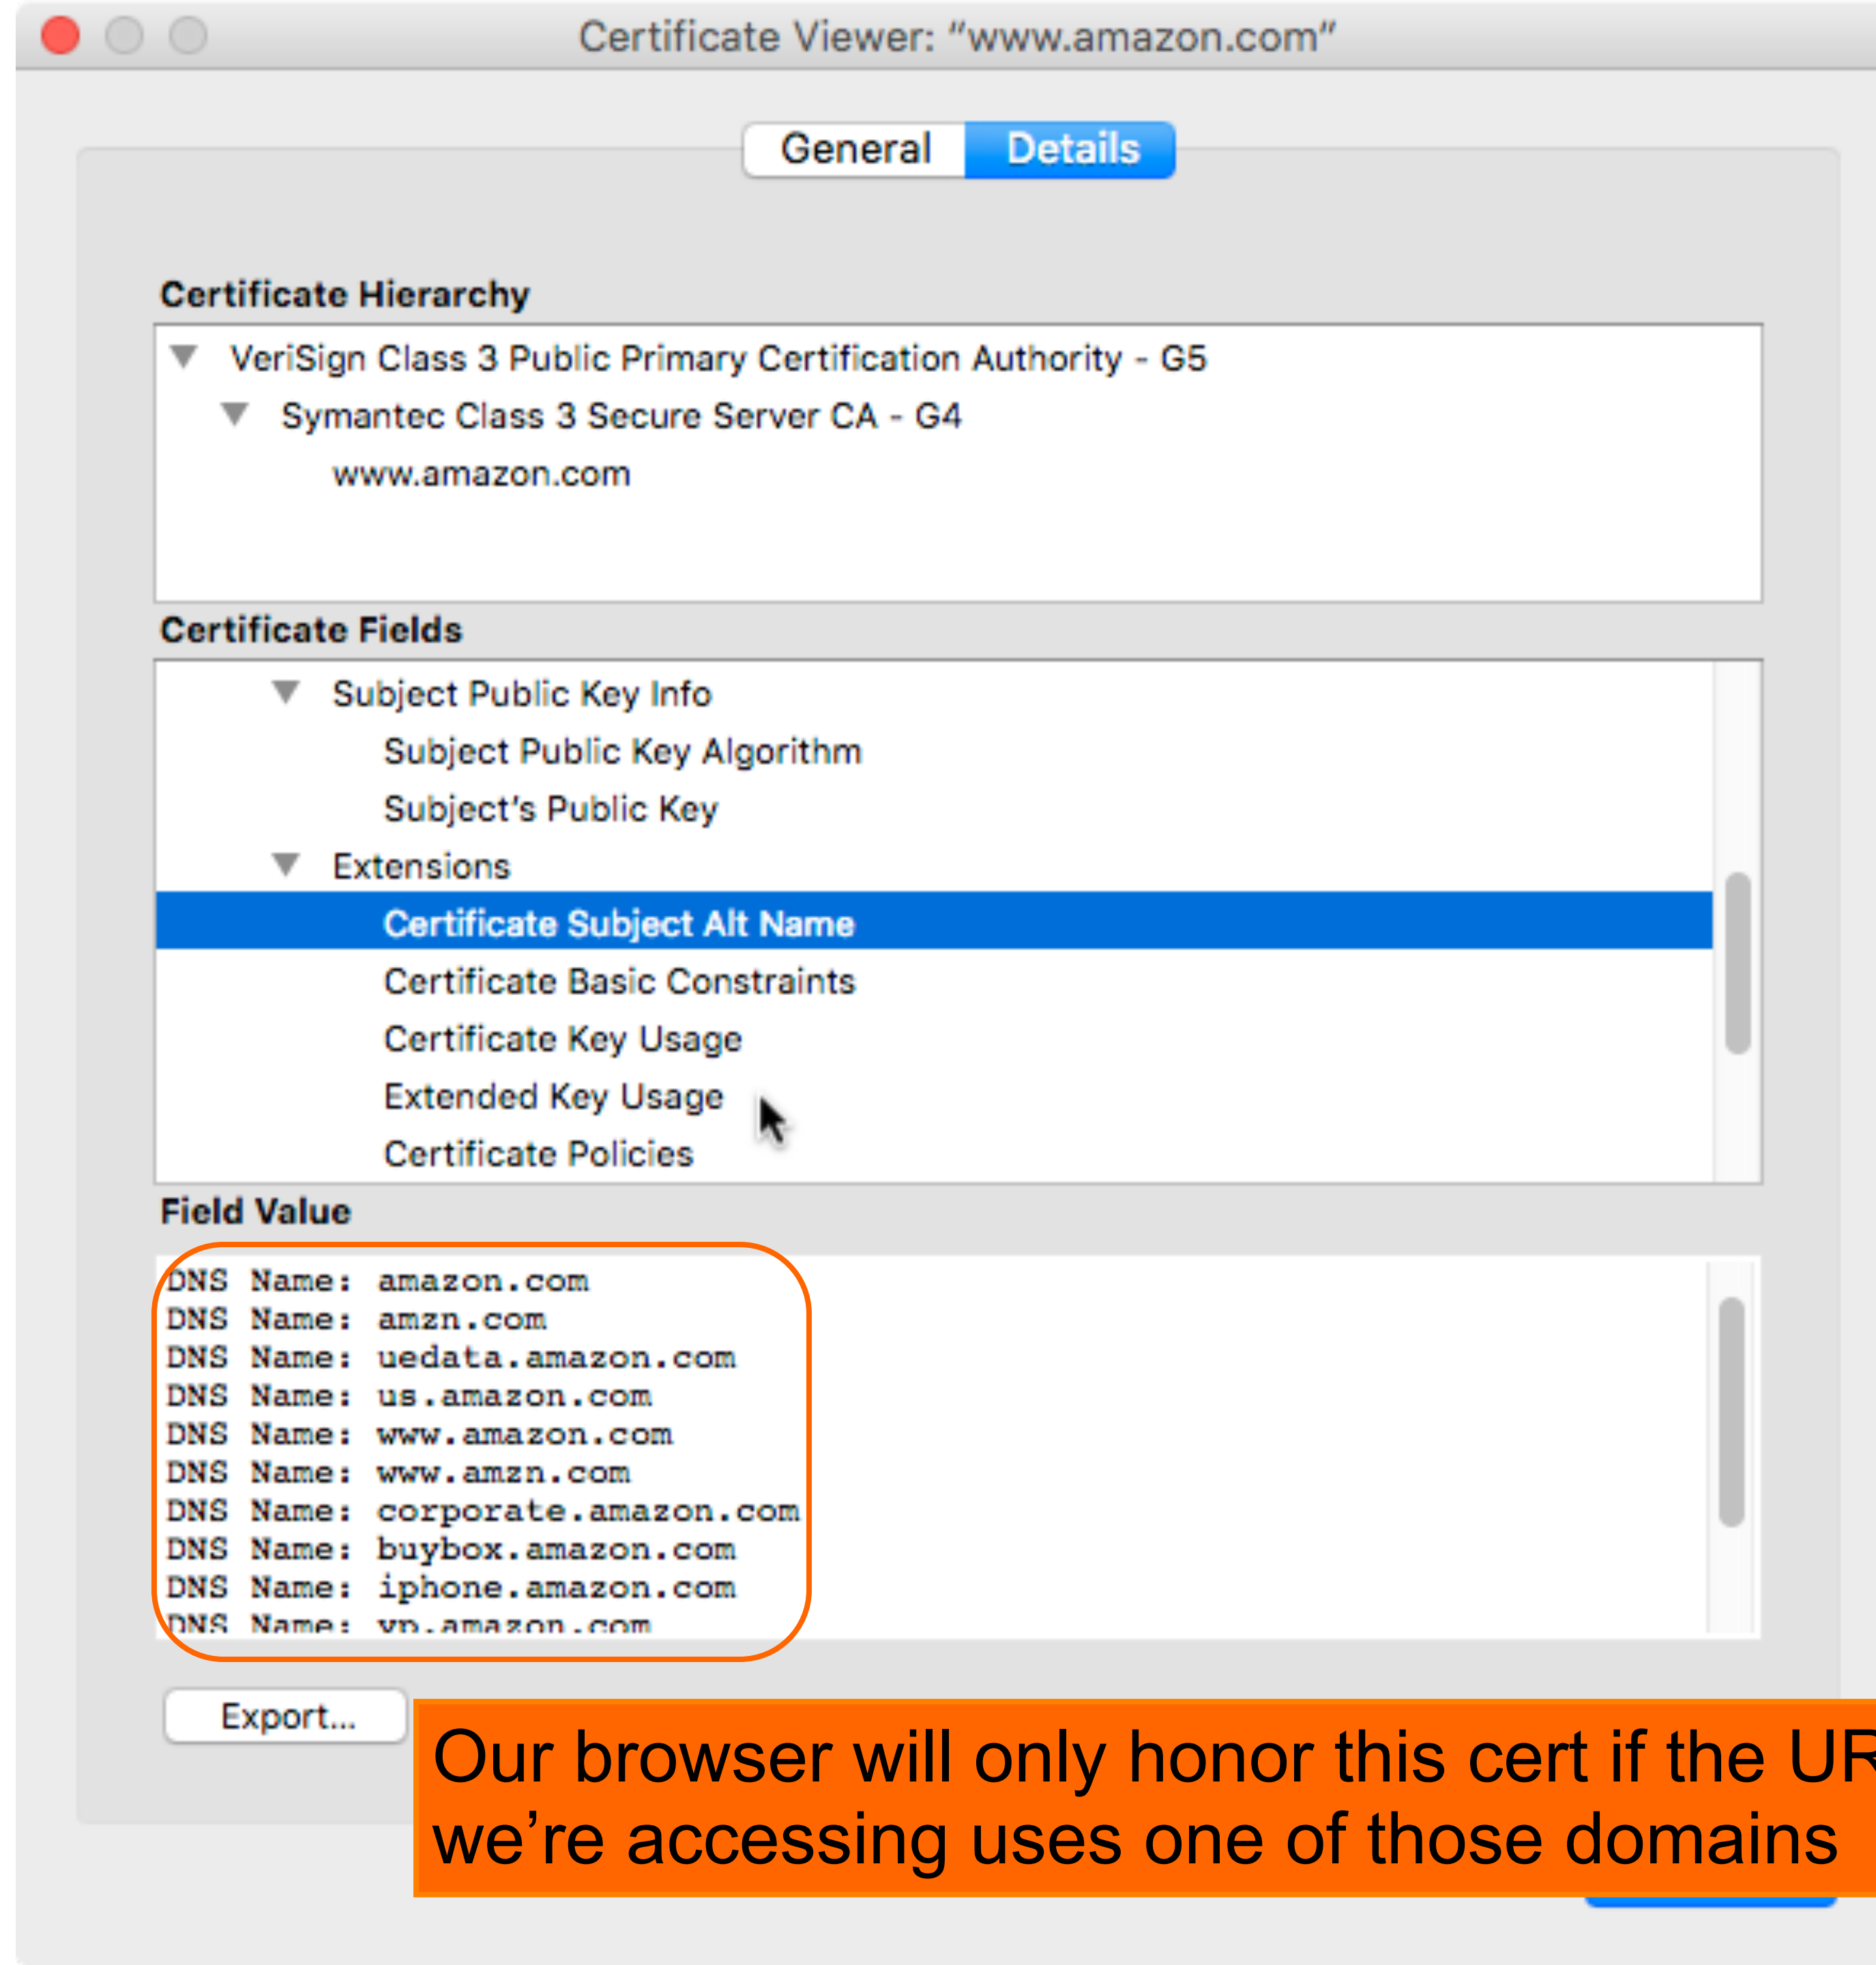 Certificate Viewer: “www.amazon.com”
General Details
Certificate Hierarchy
VeriSign Class 3 Public Primary Certification Authority - G5
Symantec Class 3 Secure Server CA - G4
www.amazon.com
Certificate Fields
Subject Public Key Info
Subject Public Key Algorithm
Subject’s Public Key
Extensions
Certificate Subject Alt Name
Certificate Basic Constraints
Certificate Key Usage
Extended Key Usage
Certificate Policies
Field Value
DNS Name: amazon.com
DNS Name: amzn.com
DNS Name: uedata.amazon.com
DNS Name: us.amazon.com
DNS Name: www.amazon.com
DNS Name: www.amzn.com
DNS Name: corporate.amazon.com
DNS Name: buybox.amazon.com
DNS Name: iphone.amazon.com
DNS Name: yp.amazon.com
Export...
Our browser will only honor this cert if the
we’re accessing uses one of those domains